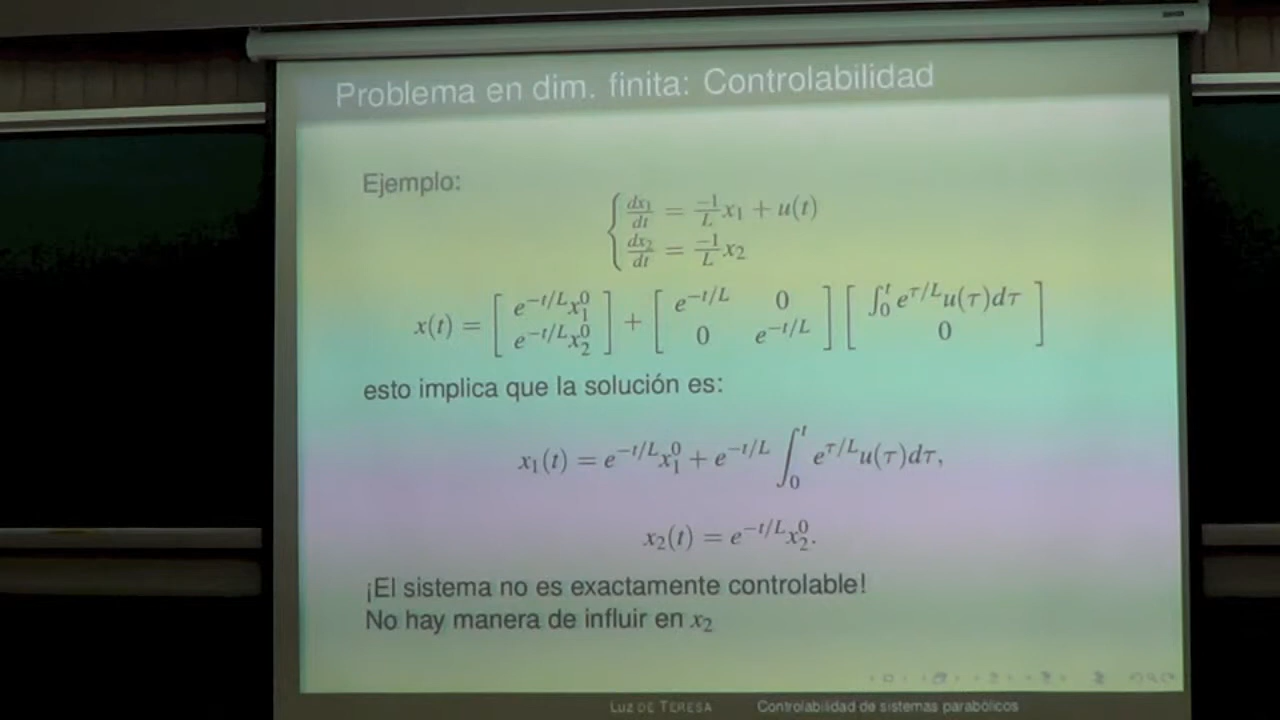 Problema en dim. finita: Controlabilidad
Ejemplo:
dx₁/dt = -1/L x₁ + u(t)
dx₂/dt = -1/L x₂
x(t) = [ e^{-t/L}x₁⁰ ; e^{-t/L}x₂⁰ ] + [ e^{-t/L} 0 ; 0 e^{-t/L} ] [ ∫₀ᵗ e^{τ/L}u(τ)dτ ; 0 ]
esto implica que la solución es:
x₁(t) = e^{-t/L}x₁⁰ + e^{-t/L} ∫₀ᵗ e^{τ/L}u(τ)dτ,
x₂(t) = e^{-t/L}x₂⁰.
¡El sistema no es exactamente controlable!
No hay manera de influir en x₂
LUZ DE TERESA Controlabilidad de sistemas parabólicos